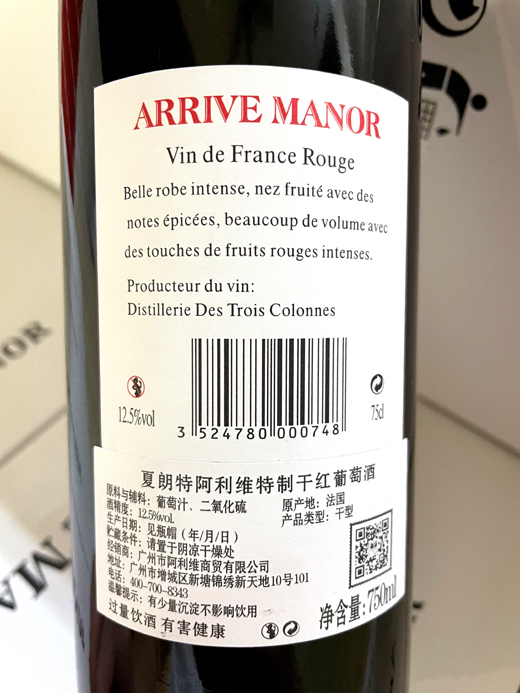 ARRIVE MANOR
Vin de France Rouge
Belle robe intense, nez fruité avec des
notes épicées, beaucoup de volume avec
des touches de fruits rouges intenses.
Producteur du vin:
Distillerie Des Trois Colonnes
12.5%vol
3 524780 000748
75cl
夏朗特阿利维特制干红葡萄酒
原料与辅料：葡萄汁、二氧化硫
原产地：法国
酒精度：12.5%vol.
产品类型：干型
生产日期：见瓶帽（年/月/日）
贮藏条件：请置于阴凉干燥处
经销商：广州市阿利维商贸有限公司
地址：广州市增城区新塘锦绣新天地10号101
电话：400-700-8343
温馨提示：有少量沉淀不影响饮用
过量饮酒 有害健康
净含量：750ml
NOR
MA